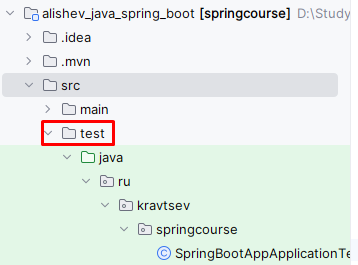 alishev_java_spring_boot [springcourse] D:\Study
.idea
.mvn
src
main
test
java
ru
kravtsev
springcourse
SpringBootAppApplicationTe